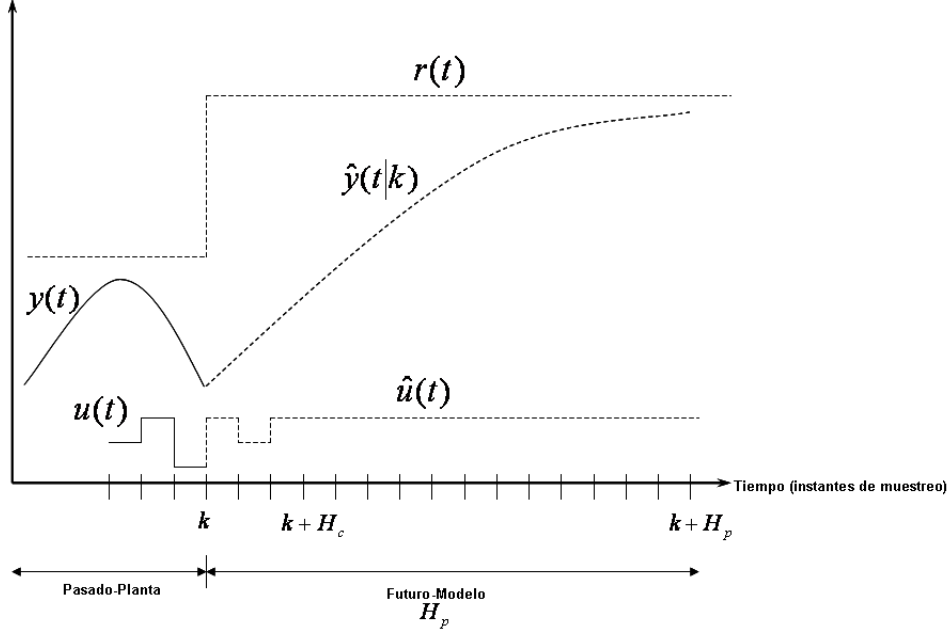 r(t)
ŷ(t|k)
y(t)
u(t)
û(t)
Tiempo (instantes de muestreo)
k
k + H_c
k + H_p
Pasado-Planta
Futuro-Modelo
H_p